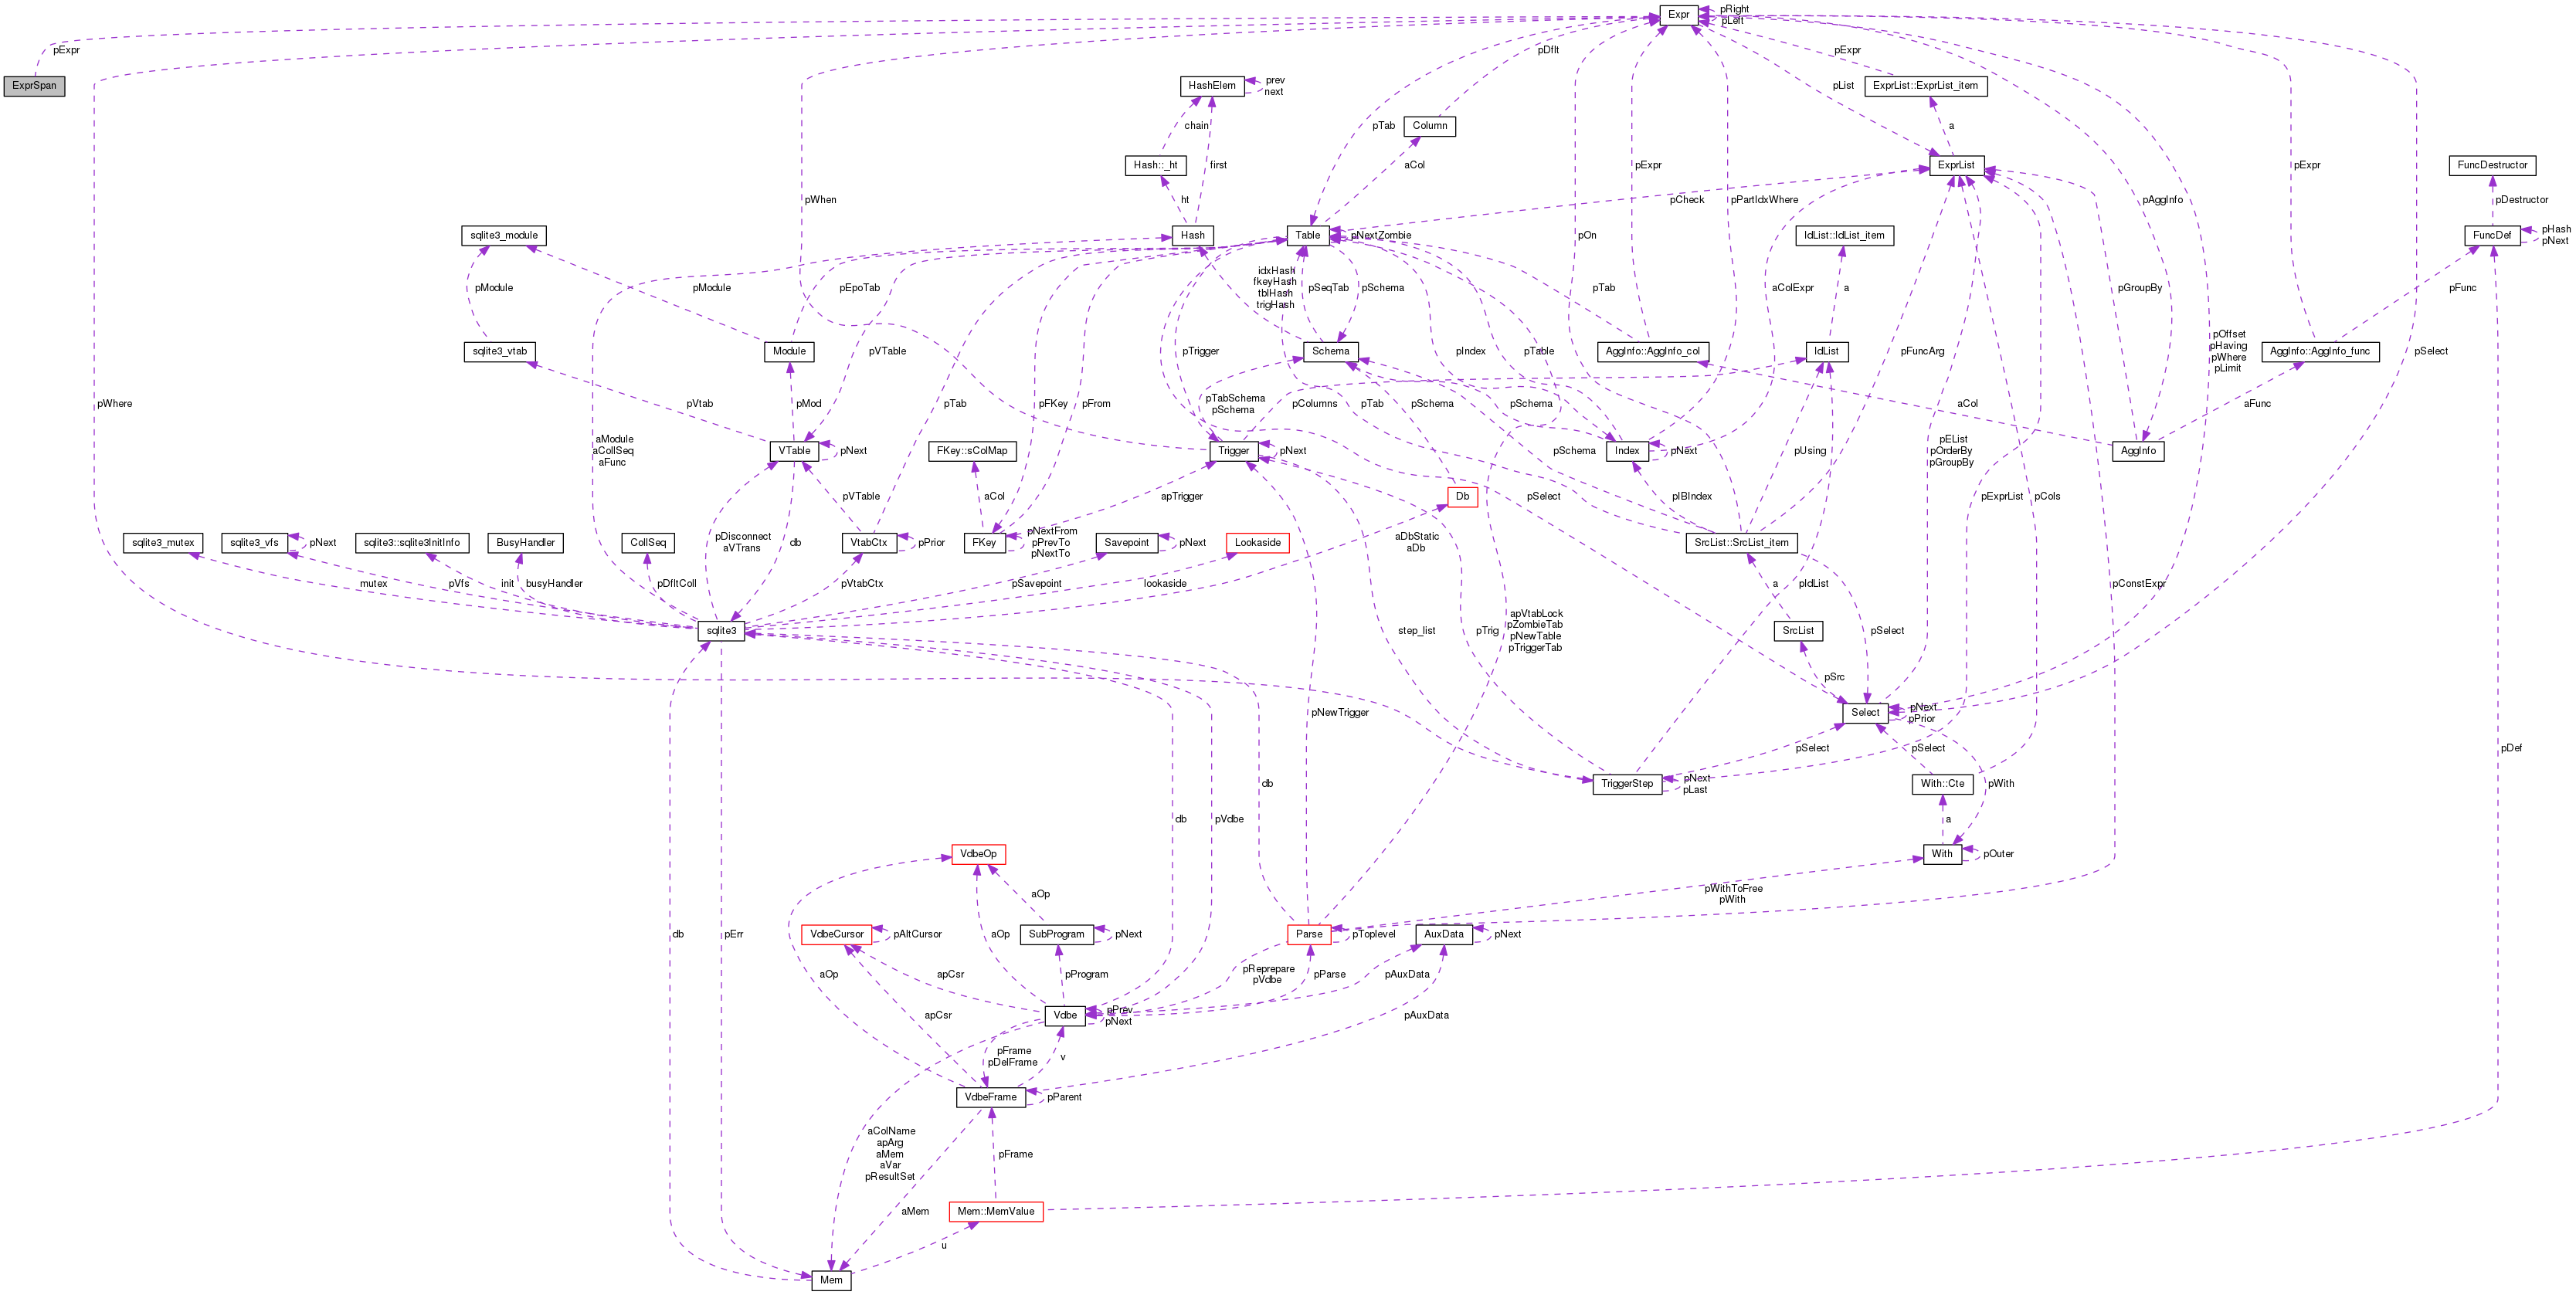 Expr
pRight
pLeft
pExpr
pDflt
pExpr
ExprSpan
HashElem
prev
next
pList
ExprList::ExprList_item
pTab
Column
chain
a
Hash::_ht
first
aCol
pExpr
ExprList
pExpr
FuncDestructor
ht
pWhen
pCheck
pPartIdxWhere
pAggInfo
pDestructor
sqlite3_module
Hash
Table
pNextZombie
pOn
IdList::IdList_item
FuncDef
pHash
pNext
idxHash
fkeyHash
tblHash
trigHash
pModule
pModule
pEpoTab
pSeqTab
pSchema
pTab
aColExpr
a
pGroupBy
pFunc
sqlite3_vtab
Module
pVTable
pTrigger
Schema
pIndex
pTable
AggInfo::AggInfo_col
IdList
pFuncArg
pOffset
pHaving
pWhere
pLimit
AggInfo::AggInfo_func
pSelect
pWhere
pVtab
pMod
pTab
pFKey
pFrom
pTabSchema
pSchema
pColumns
pTab
pSchema
pSchema
aCol
aFunc
aModule
aCollSeq
aFunc
VTable
pNext
FKey::sColMap
Trigger
pNext
pSchema
Index
pNext
pUsing
pEList
pOrderBy
pGroupBy
AggInfo
pVTable
aCol
apTrigger
Db
pSelect
pIBIndex
pExprList
pCols
sqlite3_mutex
sqlite3_vfs
pNext
sqlite3::sqlite3InitInfo
BusyHandler
CollSeq
pDisconnect
aVTrans
db
VtabCtx
pPrior
FKey
pNextFrom
pPrevTo
pNextTo
Savepoint
pNext
Lookaside
aDbStatic
aDb
SrcList::SrcList_item
mutex
pVfs
init
busyHandler
pDfltColl
pVtabCtx
pSavepoint
lookaside
a
pIdList
pConstExpr
sqlite3
step_list
pTrig
apVtabLock
pZombieTab
pNewTable
pTriggerTab
SrcList
pSelect
pSrc
pNewTrigger
Select
pNext
pPrior
pSelect
pSelect
pDef
db
TriggerStep
pNext
pLast
With::Cte
pWith
db
pVdbe
a
VdbeOp
With
pOuter
aOp
pWithToFree
pWith
db
pErr
VdbeCursor
pAltCursor
aOp
SubProgram
pNext
Parse
pToplevel
AuxData
pNext
aOp
apCsr
pProgram
pReprepare
pVdbe
pParse
pAuxData
apCsr
Vdbe
pPrev
pNext
pAuxData
pFrame
pDelFrame
v
VdbeFrame
pParent
aColName
apArg
aMem
aVar
pResultSet
pFrame
aMem
Mem::MemValue
u
Mem